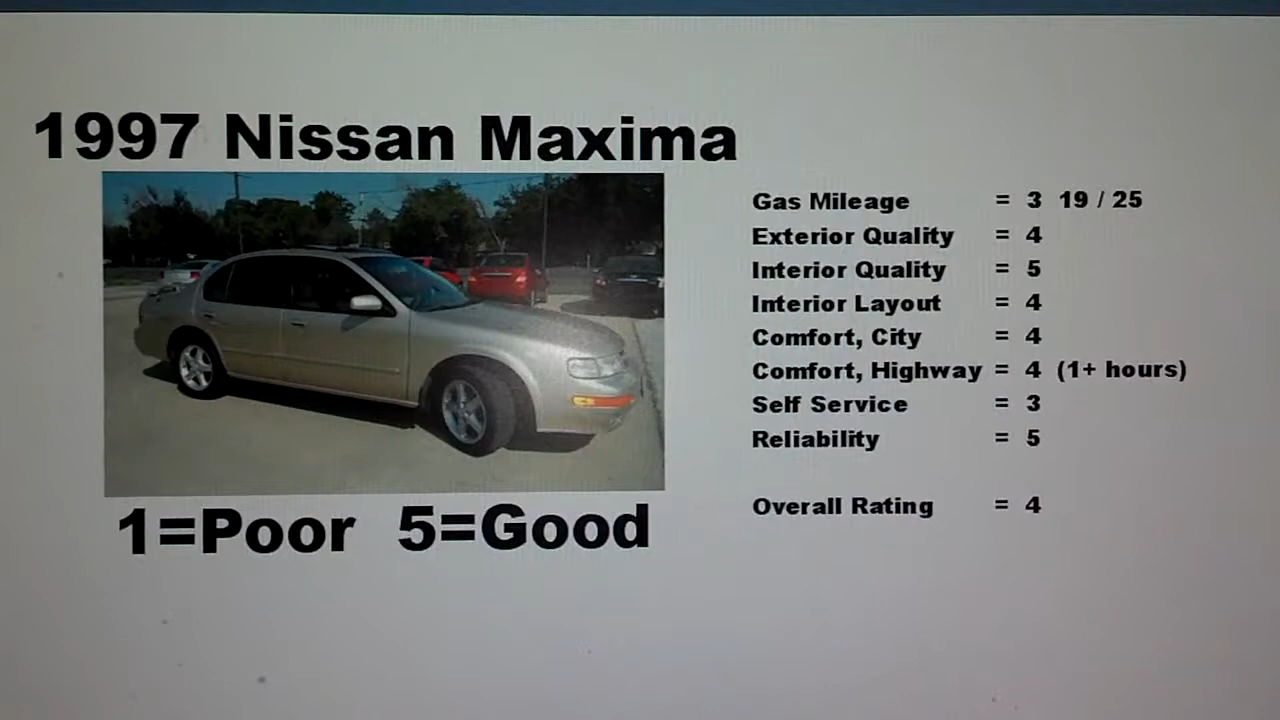 1997 Nissan Maxima
Gas Mileage = 3 19 / 25
Exterior Quality = 4
Interior Quality = 5
Interior Layout = 4
Comfort, City = 4
Comfort, Highway = 4 (1+ hours)
Self Service = 3
Reliability = 5
Overall Rating = 4
1=Poor 5=Good